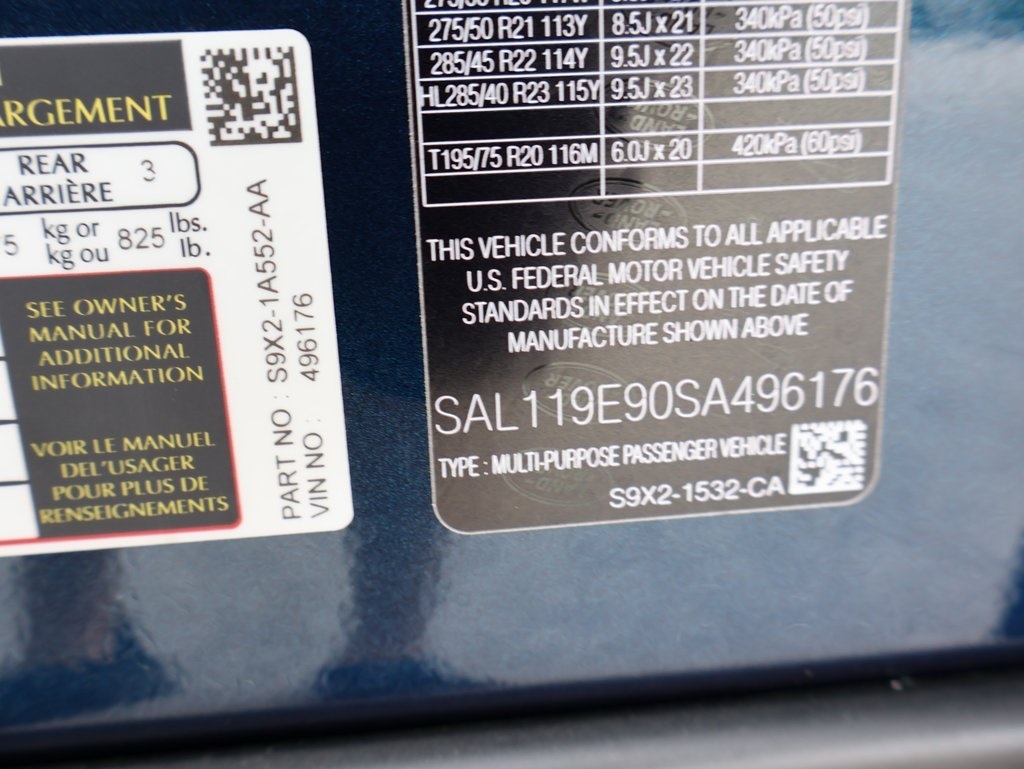 ARGEMENT
REAR
ARRIÈRE
3
5 kg or
kg ou
825 lbs.
lb.
SEE OWNER'S
MANUAL FOR
ADDITIONAL
INFORMATION
VOIR LE MANUEL
DEL'USAGER
POUR PLUS DE
RENSEIGNEMENTS
PART NO : S9X2-1A552-AA
VIN NO : 496176
275/50 R21 113Y 8.5J x 21 340kPa (50psi)
285/45 R22 114Y 9.5J x 22 340kPa (50psi)
HL285/40 R23 115Y 9.5J x 23 340kPa (50psi)
T195/75 R20 116M 6.0J x 20 420kPa (60psi)
THIS VEHICLE CONFORMS TO ALL APPLICABLE
U.S. FEDERAL MOTOR VEHICLE SAFETY
STANDARDS IN EFFECT ON THE DATE OF
MANUFACTURE SHOWN ABOVE
SAL119E90SA496176
TYPE : MULTI-PURPOSE PASSENGER VEHICLE
S9X2-1532-CA